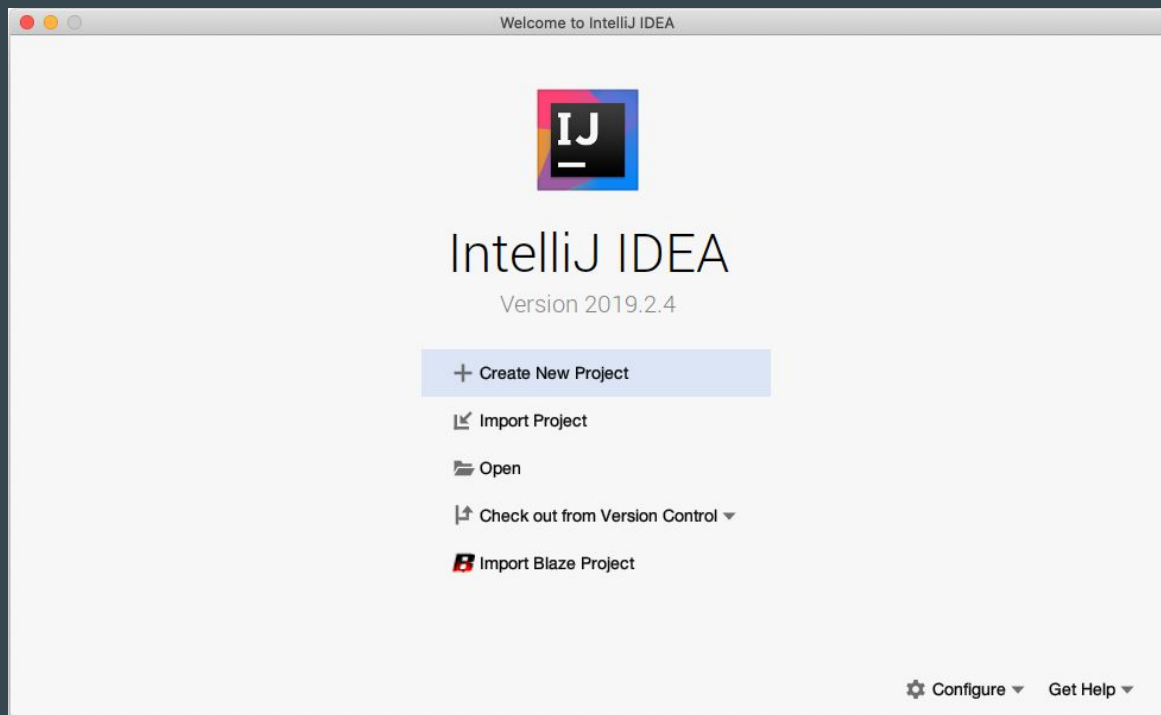 Welcome to IntelliJ IDEA
IJ
IntelliJ IDEA
Version 2019.2.4
Create New Project
Import Project
Open
Check out from Version Control
Import Blaze Project
Configure Get Help